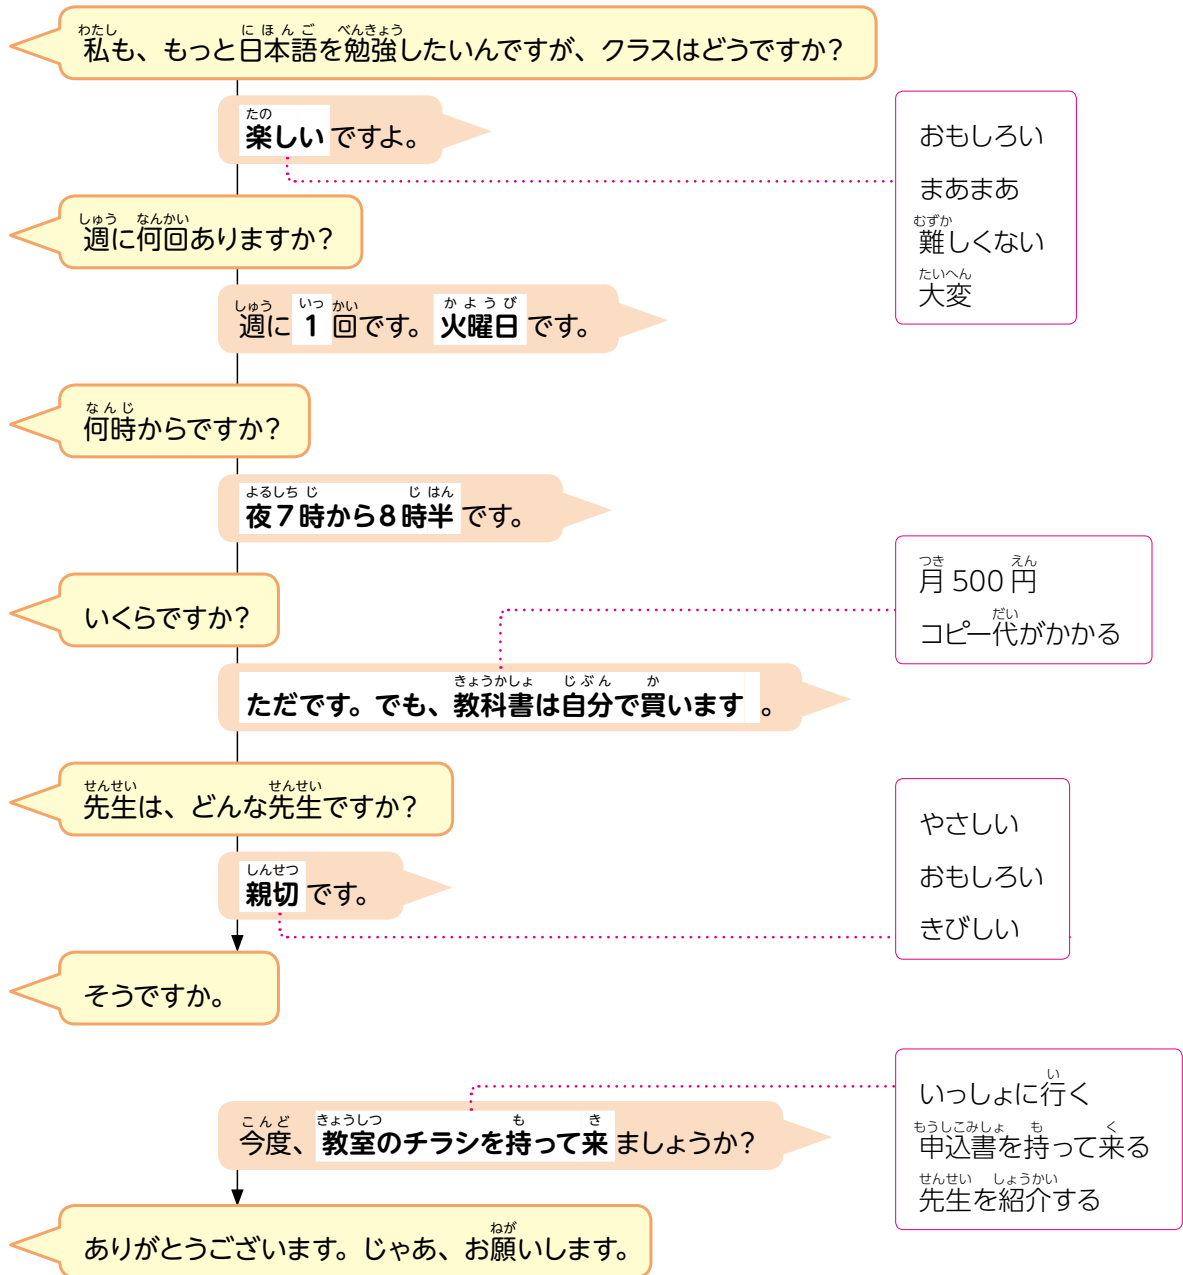 私も、もっと日本語を勉強したいんですが、クラスはどうですか?
楽しいですよ。
おもしろい
まあまあ
難しくない
大変
週に何回ありますか?
週に1回です。火曜日です。
何時からですか?
夜7時から8時半です。
いくらですか?
月500円
コピー代がかかる
ただです。でも、教科書は自分で買います。
先生は、どんな先生ですか?
親切です。
やさしい
おもしろい
きびしい
そうですか。
今度、教室のチラシを持って来ましょうか?
いっしょに行く
申込書を持って来る
先生を紹介する
ありがとうございます。じゃあ、お願いします。